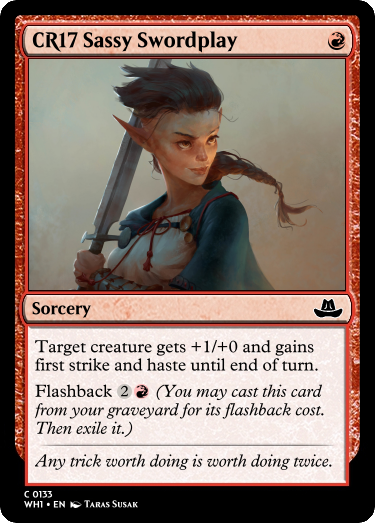 CR17 Sassy Swordplay
Sorcery
Target creature gets +1/+0 and gains
first strike and haste until end of turn.
Flashback 2 (You may cast this card
from your graveyard for its flashback cost.
Then exile it.)
Any trick worth doing is worth doing twice.
C 0133
WH1 • EN Taras Susak